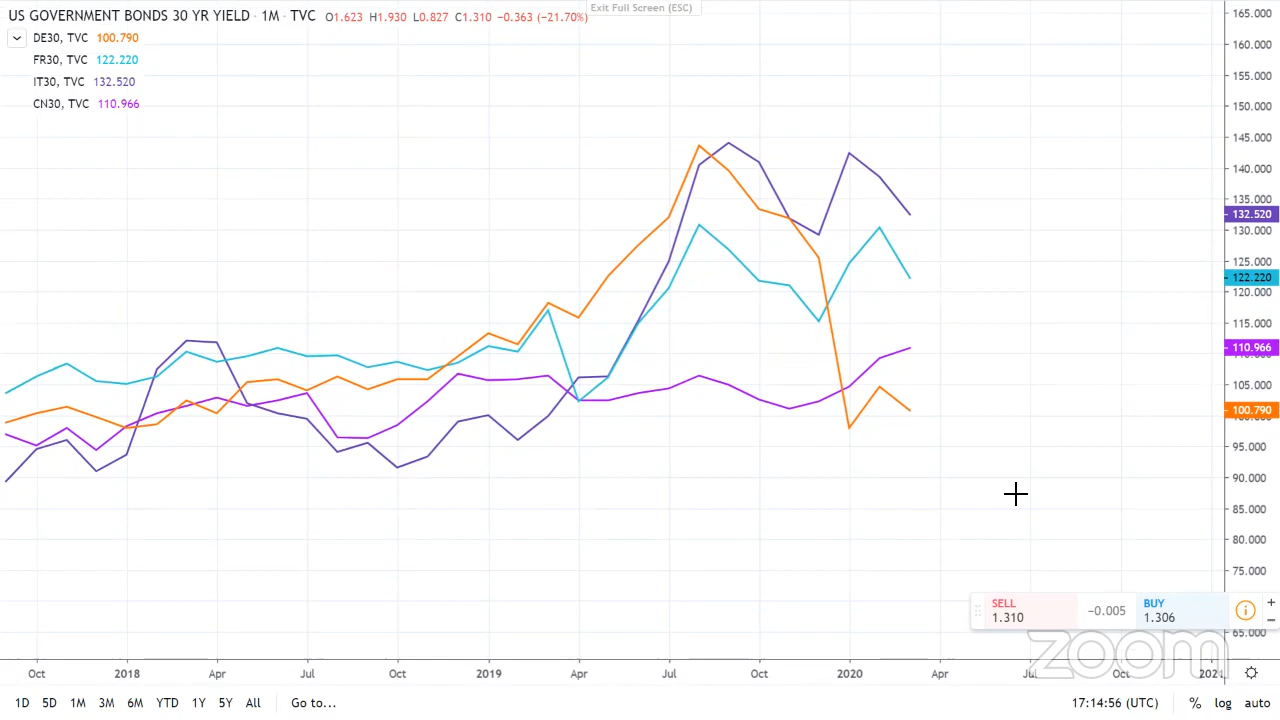 US GOVERNMENT BONDS 30 YR YIELD · 1M · TVC O1.623 H1.930 L0.827 C1.310 −0.363 (−21.70%)
Exit Full Screen (ESC)
DE30, TVC 100.790
FR30, TVC 122.220
IT30, TVC 132.520
CN30, TVC 110.966
165.000
160.000
155.000
150.000
145.000
140.000
135.000
132.520
130.000
125.000
122.220
120.000
115.000
110.966
110.000
105.000
100.790
100.000
95.000
90.000
85.000
80.000
75.000
SELL
1.310
−0.005
BUY
1.306
65.000
zoom
Oct 2018 Apr Jul Oct 2019 Apr Jul Oct 2020 Apr Jul Oct 2021
1D 5D 1M 3M 6M YTD 1Y 5Y All Go to... 17:14:56 (UTC) % log auto